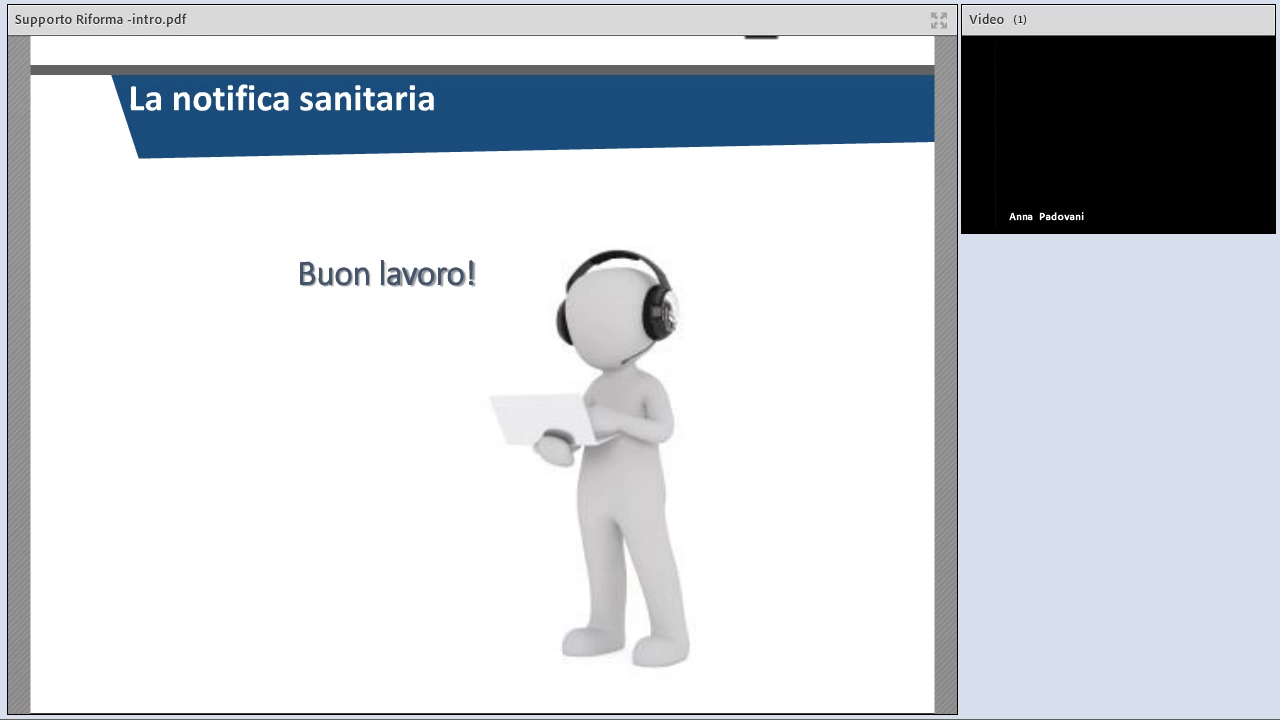 Supporto Riforma -intro.pdf
Video (1)
La notifica sanitaria
Anna Padovani
Buon lavoro!